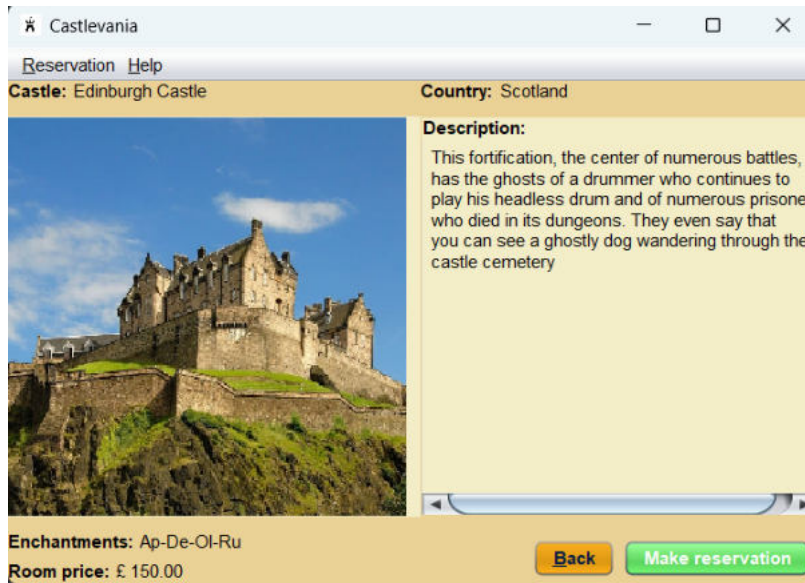 Castlevania
Reservation Help
Castle: Edinburgh Castle
Country: Scotland
Description:
This fortification, the center of numerous battles,
has the ghosts of a drummer who continues to
play his headless drum and of numerous prisone
who died in its dungeons. They even say that
you can see a ghostly dog wandering through the
castle cemetery
Enchantments: Ap-De-Ol-Ru
Room price: £ 150.00
Back
Make reservation